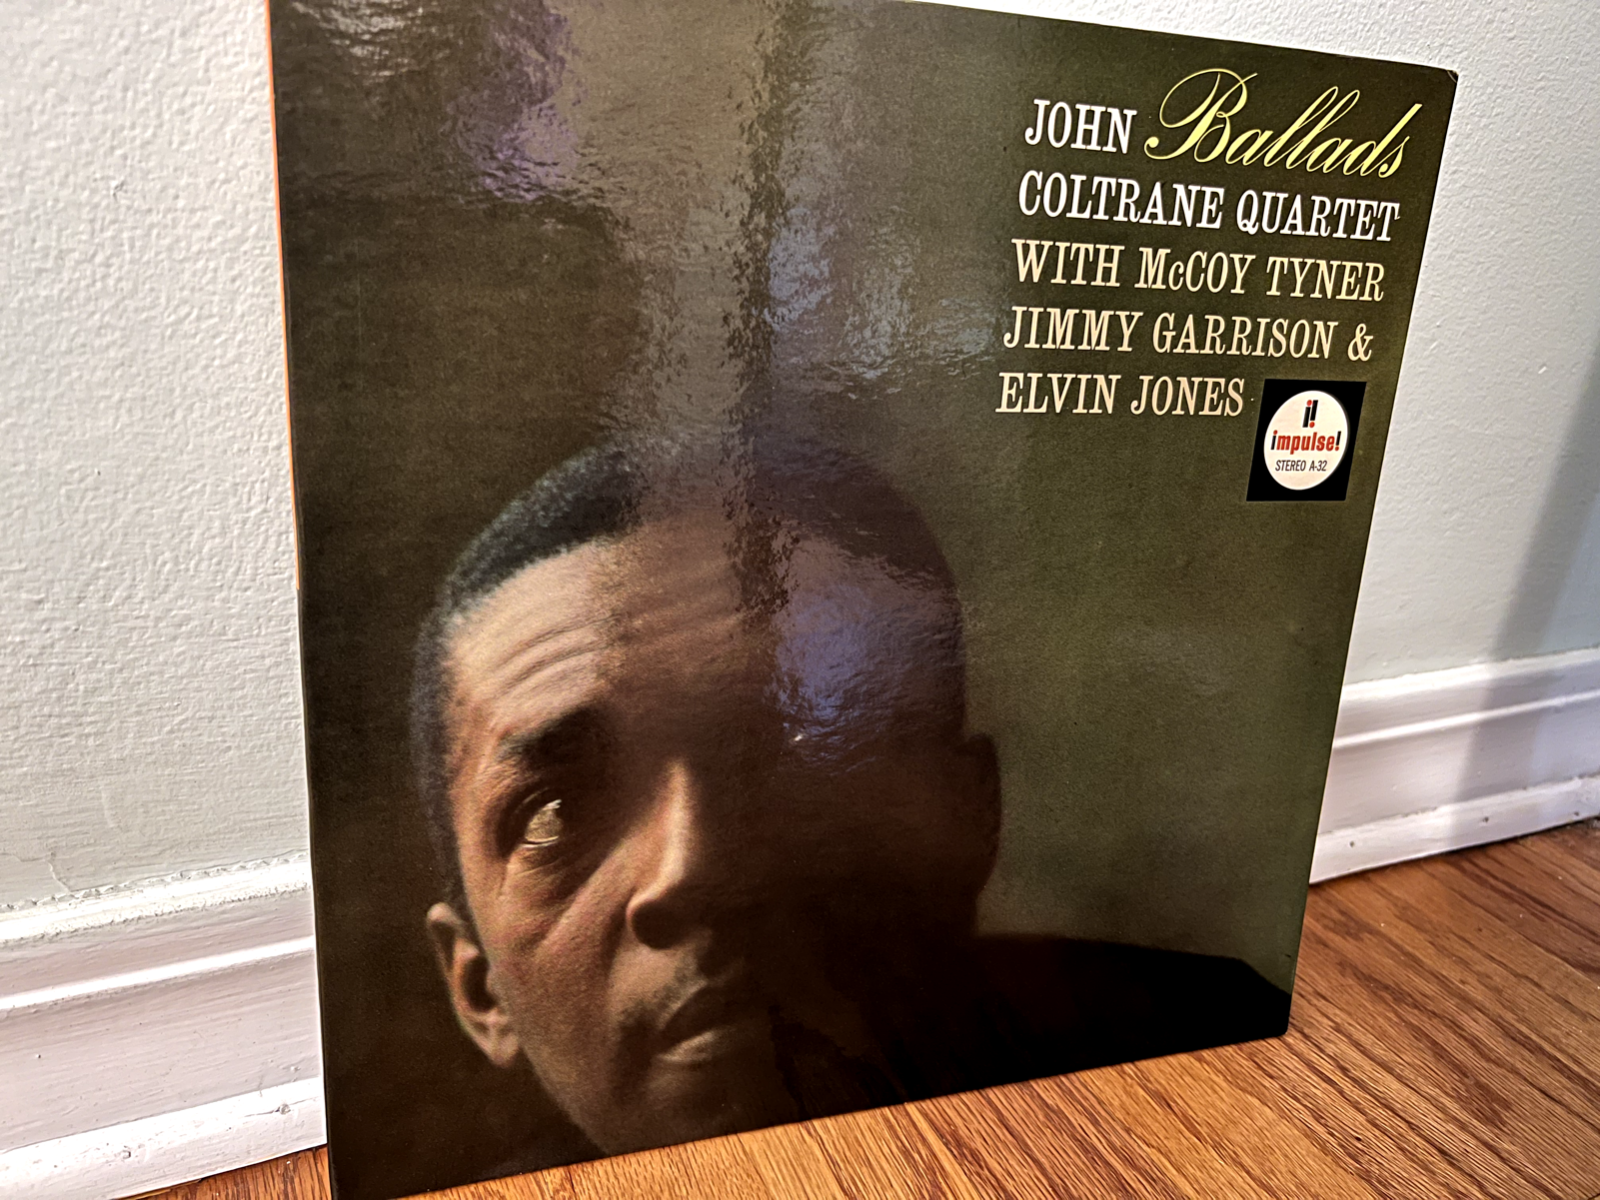 JOHN Ballads
COLTRANE QUARTET
WITH McCOY TYNER
JIMMY GARRISON &
ELVIN JONES
i!
impulse!
STEREO A-32